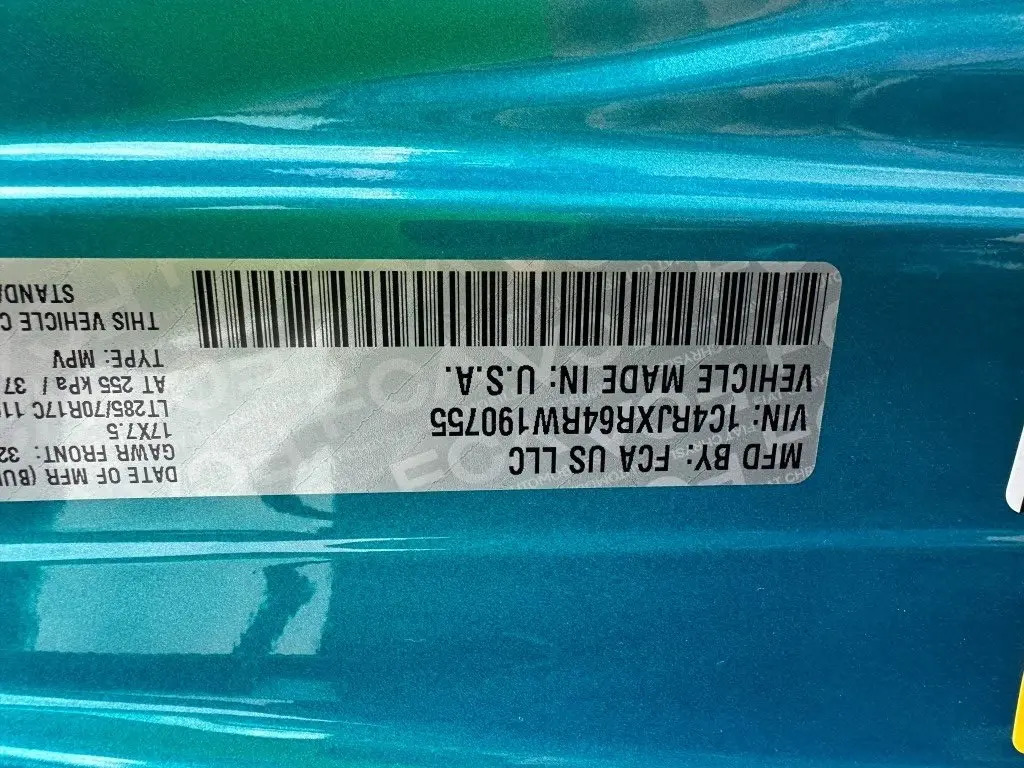 MFD BY: FCA US LLC
VIN: 1C4RJXR64RW190755
VEHICLE MADE IN: U.S.A.
DATE OF MFR
GAWR FRONT:
17X7.5
LT285/70R17C
AT 255 kPa /
TYPE: MPV
THIS VEHICLE